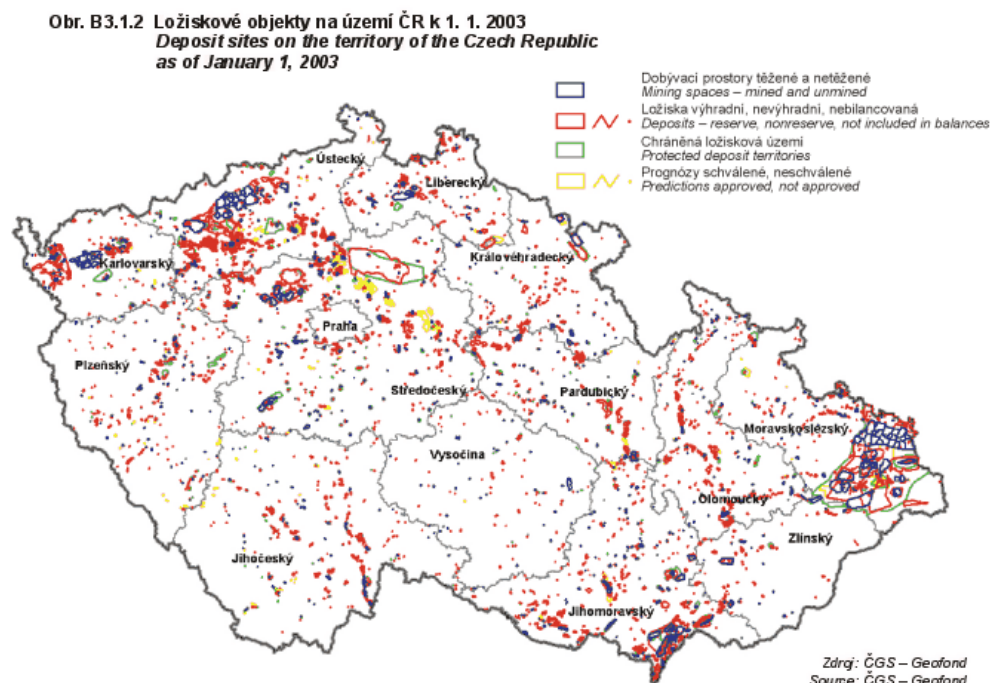 Obr. B3.1.2 Ložiskové objekty na území ČR k 1. 1. 2003
Deposit sites on the territory of the Czech Republic
as of January 1, 2003
Dobývací prostory těžené a netěžené
Mining spaces – mined and unmined
Ložiska výhradní, nevýhradní, nebilancovaná
Deposits – reserve, nonreserve, not included in balances
Chráněná ložisková území
Protected deposit territories
Prognózy schválené, neschválené
Predictions approved, not approved
Ústecký
Liberecký
Karlovarský
Královéhradecký
Praha
Plzeňský
Středočeský
Pardubický
Moravskoslézský
Vysočina
Olomoucký
Zlínský
Jihočeský
Jihomoravský
Zdroj: ČGS – Geofond
Source: ČGS – Geofond